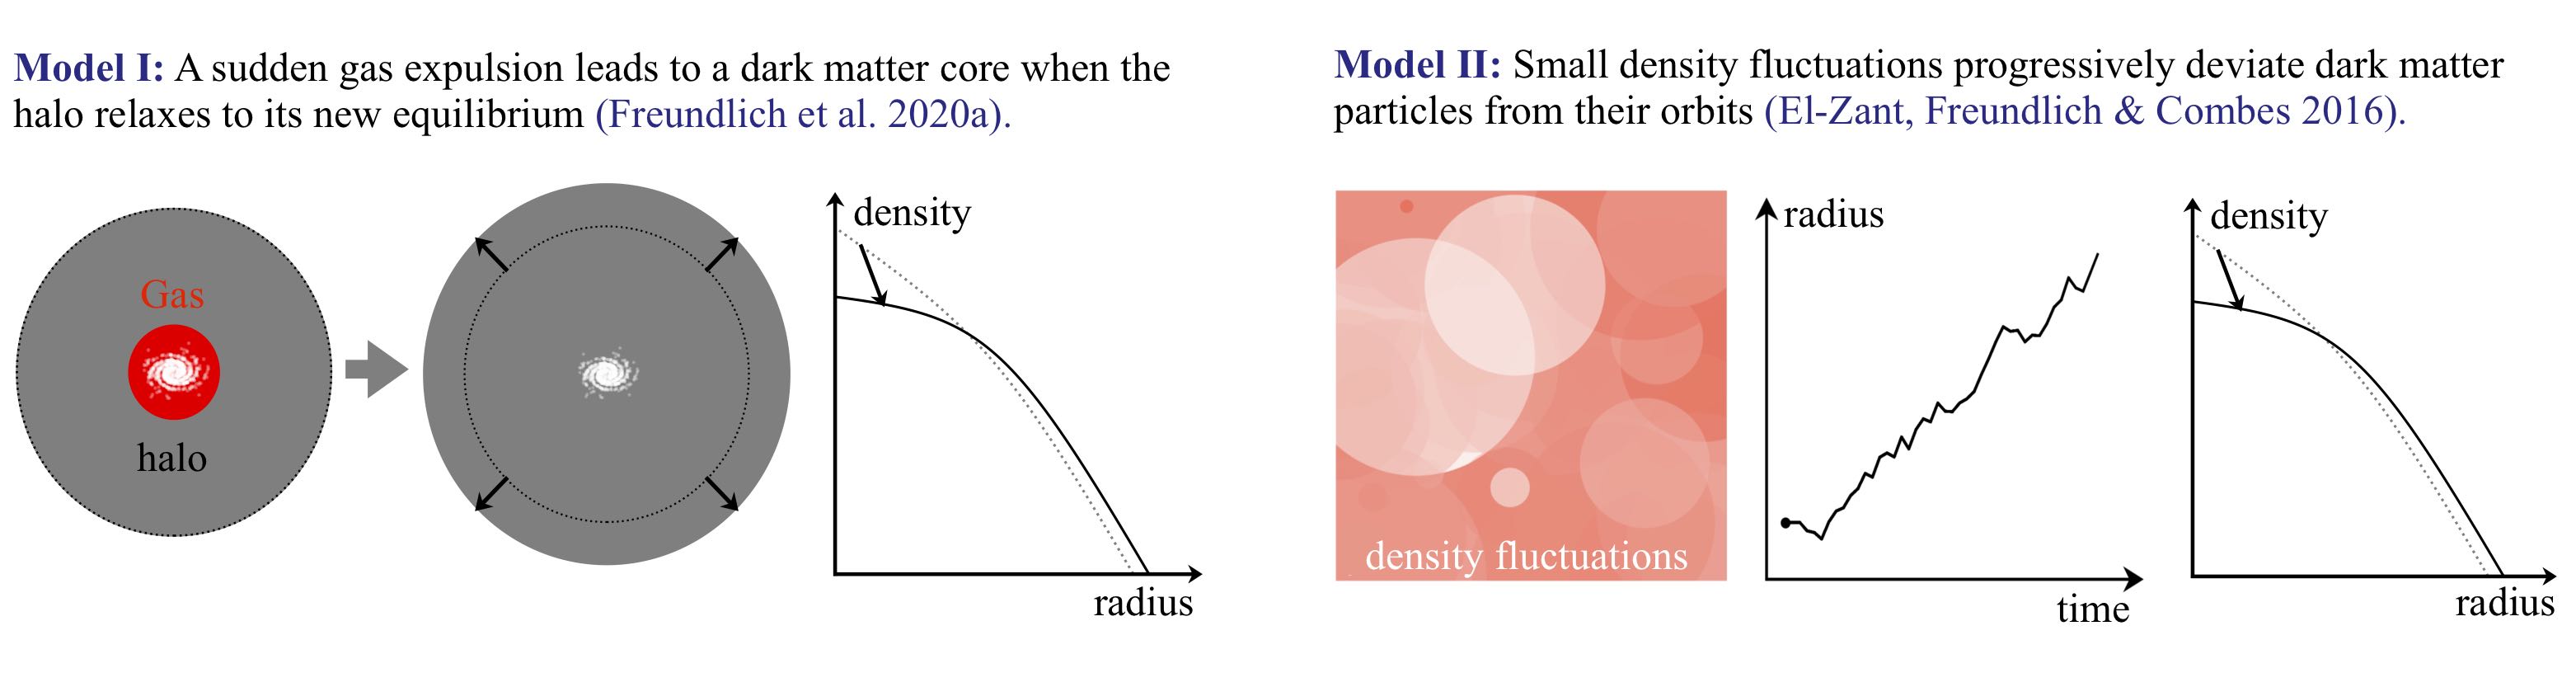 Model I: A sudden gas expulsion leads to a dark matter core when the
halo relaxes to its new equilibrium (Freundlich et al. 2020a).
Gas
halo
density
radius
Model II: Small density fluctuations progressively deviate dark matter
particles from their orbits (El-Zant, Freundlich & Combes 2016).
density fluctuations
radius
time
density
radius